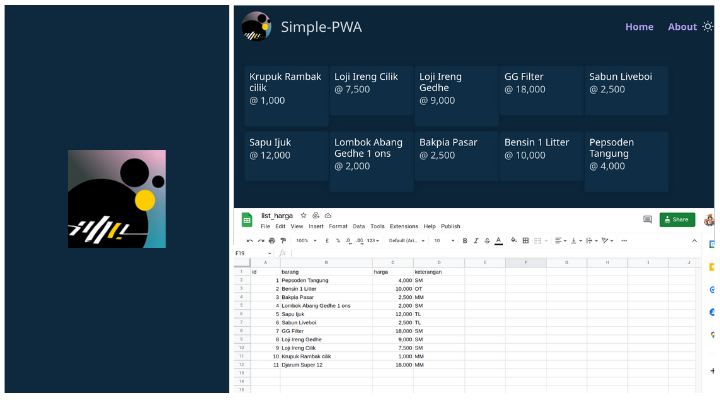 Simple-PWA
Home About
Krupuk Rambak cilik
@ 1,000
Loji Ireng Cilik
@ 7,500
Loji Ireng Gedhe
@ 9,000
GG Filter
@ 18,000
Sabun Liveboi
@ 2,500
Sapu Ijuk
@ 12,000
Lombok Abang Gedhe 1 ons
@ 2,000
Bakpia Pasar
@ 2,500
Bensin 1 Litter
@ 10,000
Pepsoden Tangung
@ 4,000
list_harga
Share
File Edit View Insert Format Data Tools Extensions Help Publish
100% £ % .0 .00 123 Default (Ari... 10 B I S A
F19 fx
A B C D E F G H I J
1 id barang harga keterangan
2 1 Pepsoden Tangung 4,000 SM
3 2 Bensin 1 Litter 10,000 OT
4 3 Bakpia Pasar 2,500 MM
5 4 Lombok Abang Gedhe 1 ons 2,000 SM
6 5 Sapu Ijuk 12,000 TL
7 6 Sabun Liveboi 2,500 TL
8 7 GG Filter 18,000 SM
9 8 Loji Ireng Gedhe 9,000 SM
10 9 Loji Ireng Cilik 7,500 SM
11 10 Krupuk Rambak cilik 1,000 MM
12 11 Djarum Super 12 18,000 MM